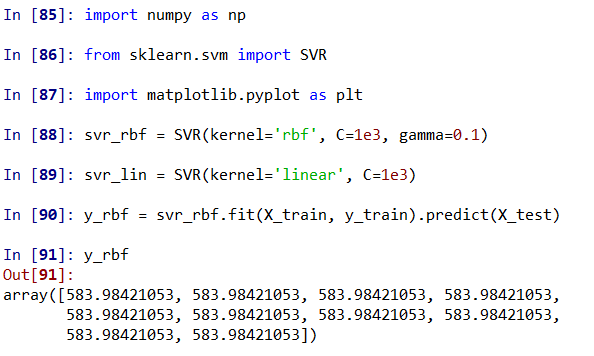 In [85]: import numpy as np
In [86]: from sklearn.svm import SVR
In [87]: import matplotlib.pyplot as plt
In [88]: svr_rbf = SVR(kernel='rbf', C=1e3, gamma=0.1)
In [89]: svr_lin = SVR(kernel='linear', C=1e3)
In [90]: y_rbf = svr_rbf.fit(X_train, y_train).predict(X_test)
In [91]: y_rbf
Out[91]:
array([583.98421053, 583.98421053, 583.98421053, 583.98421053,
       583.98421053, 583.98421053, 583.98421053, 583.98421053,
       583.98421053, 583.98421053])